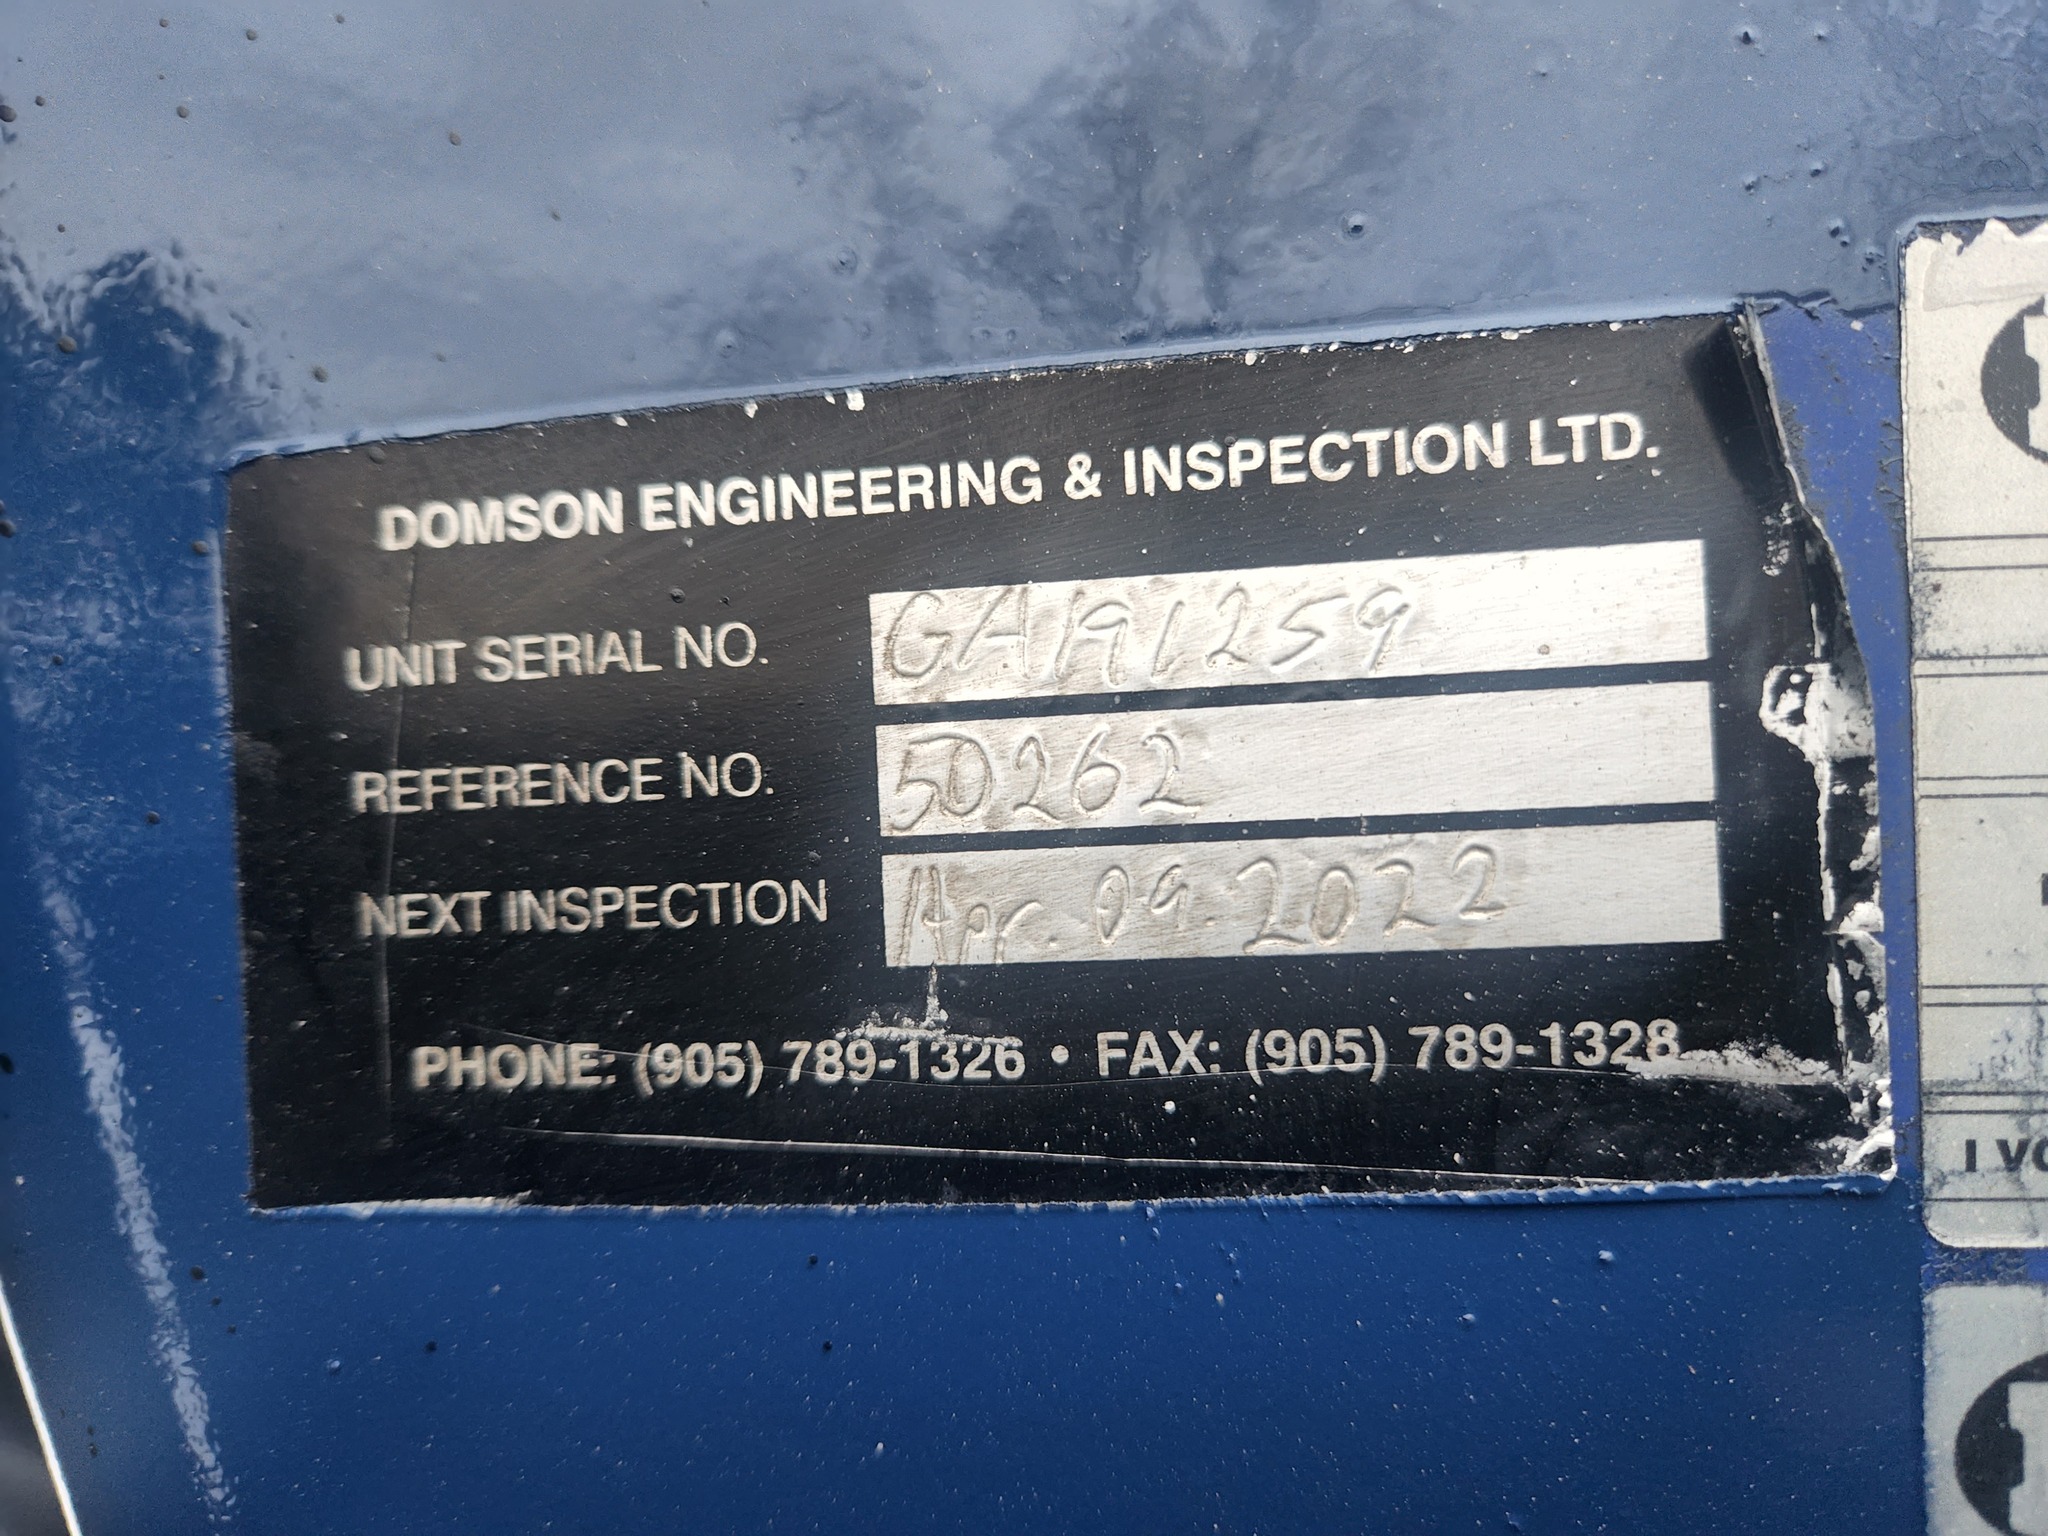 DOMSON ENGINEERING & INSPECTION LTD.
UNIT SERIAL NO. GA191259
REFERENCE NO. 50262
NEXT INSPECTION Apr. 09. 2022
PHONE: (905) 789-1326 • FAX: (905) 789-1328